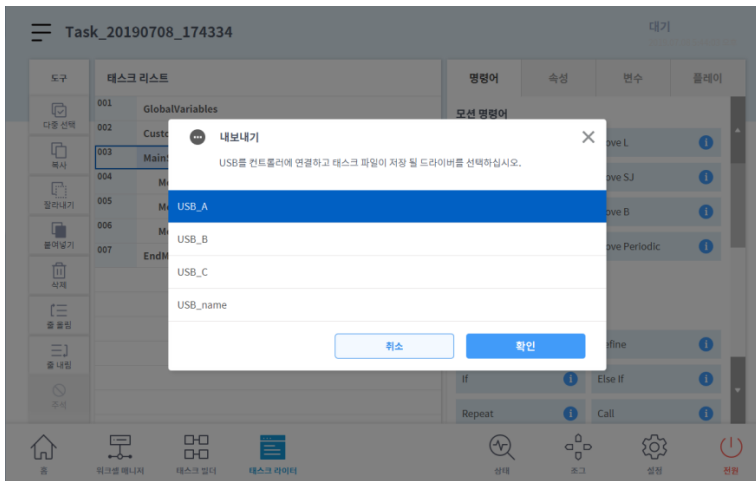 Task_20190708_174334
대기
도구
태스크 리스트
명령어
속성
변수
플레이
다중 선택
복사
잘라내기
붙여넣기
삭제
줄 올림
줄 내림
주석
001
GlobalVariables
002
Custo
003
MainS
004
Mo
005
Mo
006
Mo
007
EndM
모션 명령어
ove L
ove SJ
ove B
ove Periodic
efine
If
Else If
Repeat
Call
내보내기
USB를 컨트롤러에 연결하고 태스크 파일이 저장 될 드라이버를 선택하십시오.
USB_A
USB_B
USB_C
USB_name
취소
확인
홈
워크셀 매니저
태스크 빌더
태스크 라이터
상태
조그
설정
전원